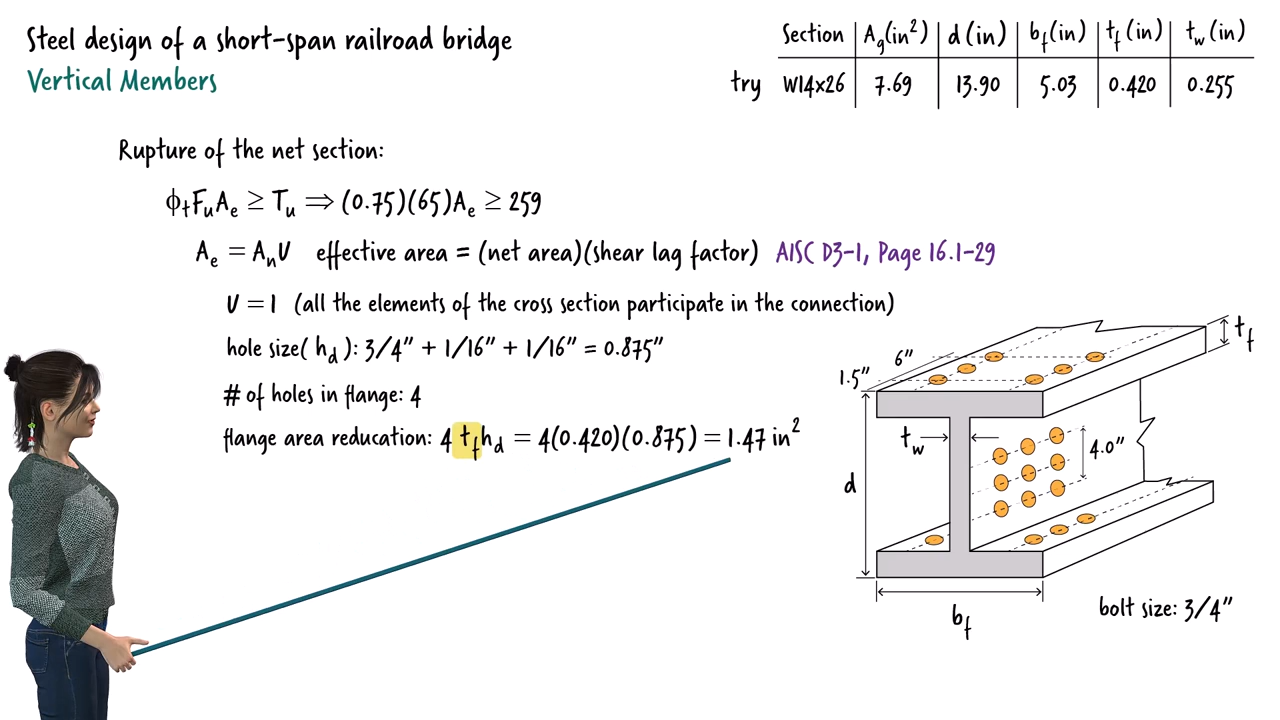 Steel design of a short-span railroad bridge
Vertical Members
Section Ag(in²) d(in) bf(in) tf(in) tw(in)
try W14x26 7.69 13.90 5.03 0.420 0.255
Rupture of the net section:
ϕtFuAe ≥ Tu ⟹ (0.75)(65)Ae ≥ 259
Ae = AnU effective area = (net area)(shear lag factor) AISC D3-1, Page 16.1-29
U = 1 (all the elements of the cross section participate in the connection)
hole size( hd ): 3/4" + 1/16" + 1/16" = 0.875"
# of holes in flange: 4
flange area reducation: 4 tf hd = 4(0.420)(0.875) = 1.47 in²
tf
6"
1.5"
tw
4.0"
d
bf
bolt size: 3/4"